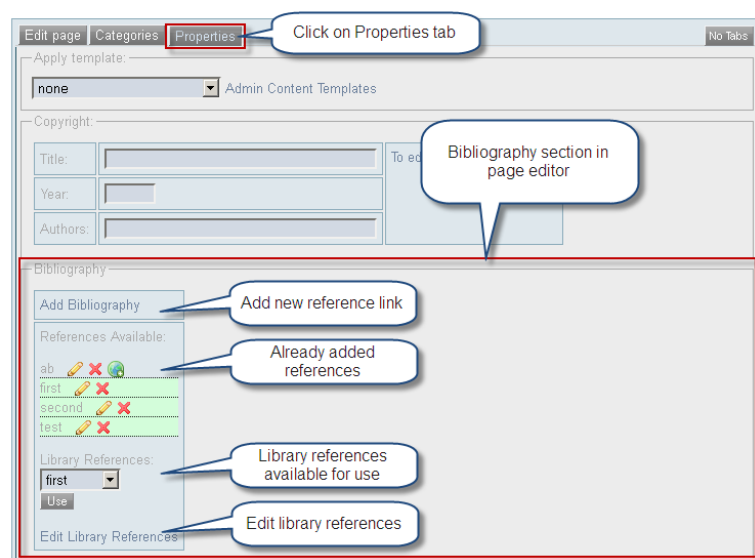 Edit page Categories Properties
Click on Properties tab
No Tabs
Apply template:
none
Admin Content Templates
Copyright:
Title:
To ed
Year:
Authors:
Bibliography section in
page editor
Bibliography
Add Bibliography
Add new reference link
References Available:
Already added
references
ab
first
second
test
Library References:
first
Library references
available for use
Use
Edit Library References
Edit library references